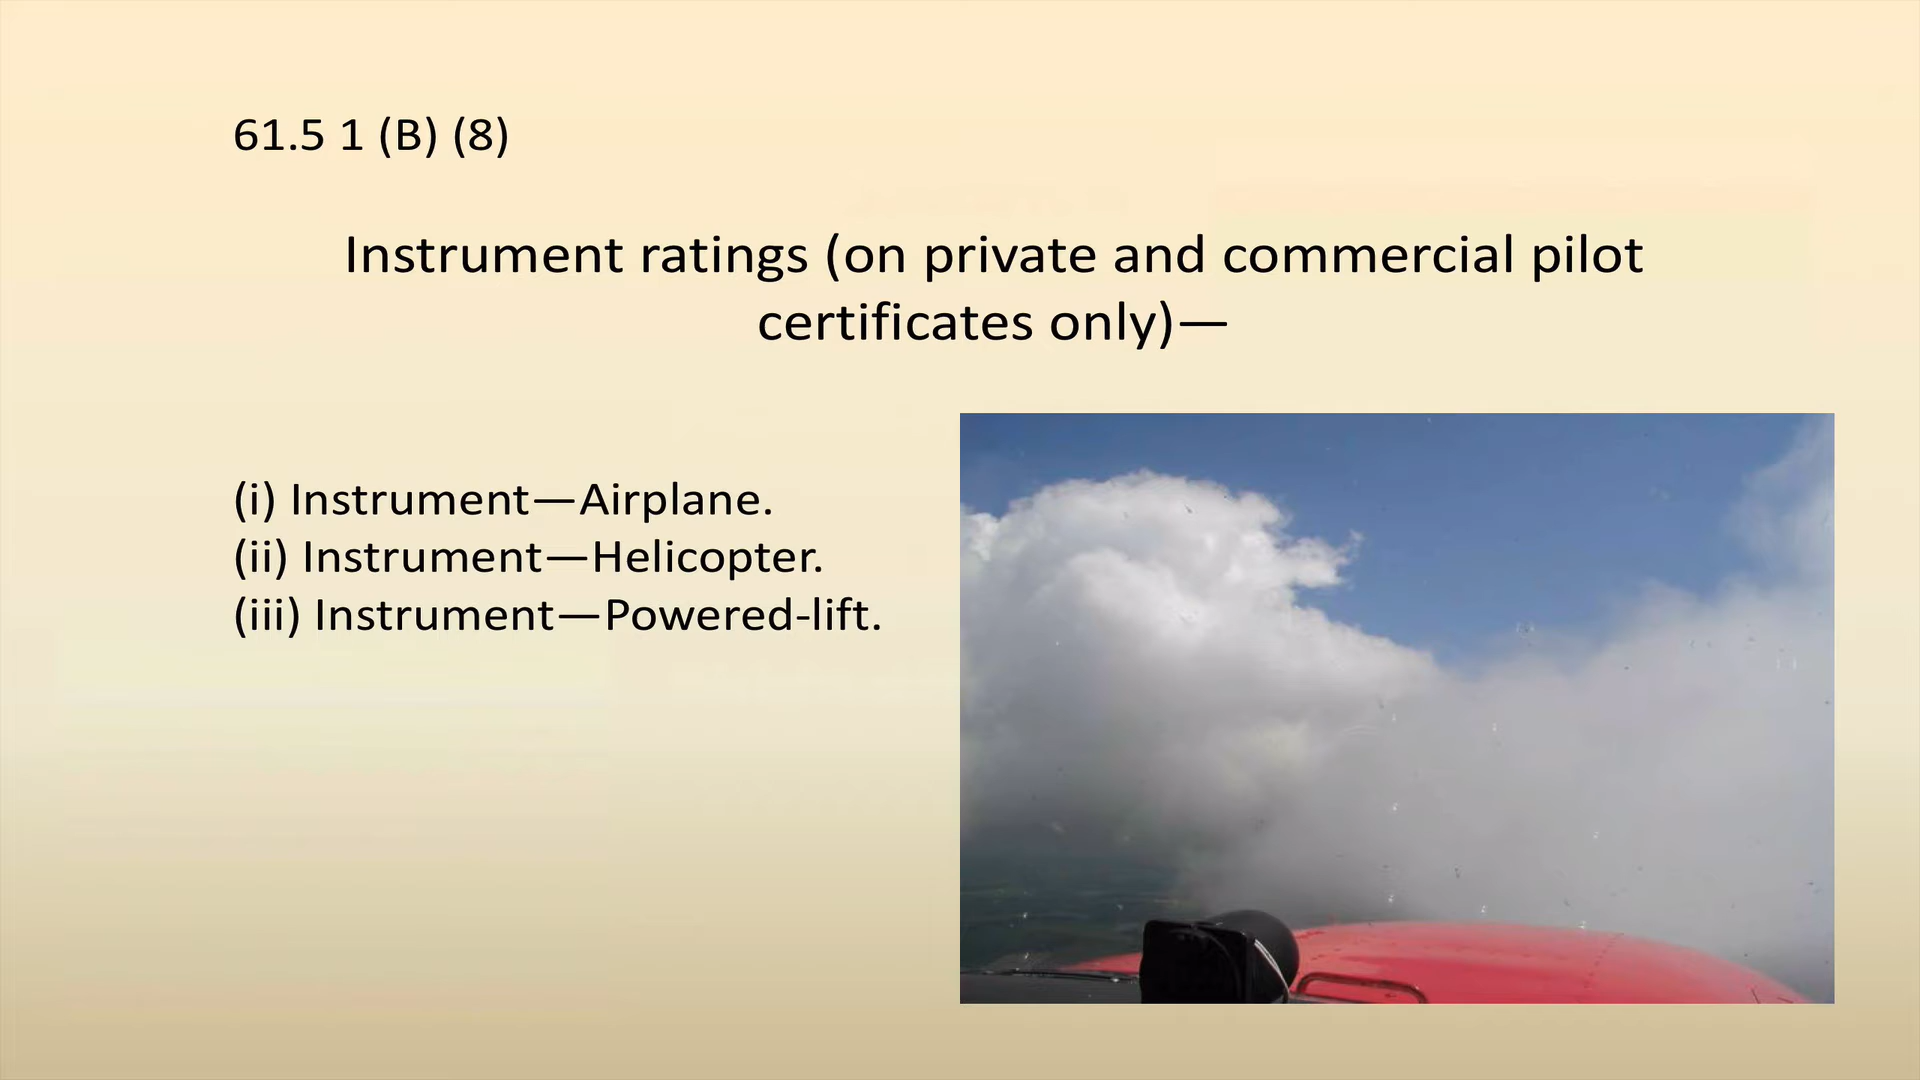 61.5 1 (B) (8)
Instrument ratings (on private and commercial pilot
certificates only)—
(i) Instrument—Airplane.
(ii) Instrument—Helicopter.
(iii) Instrument—Powered-lift.